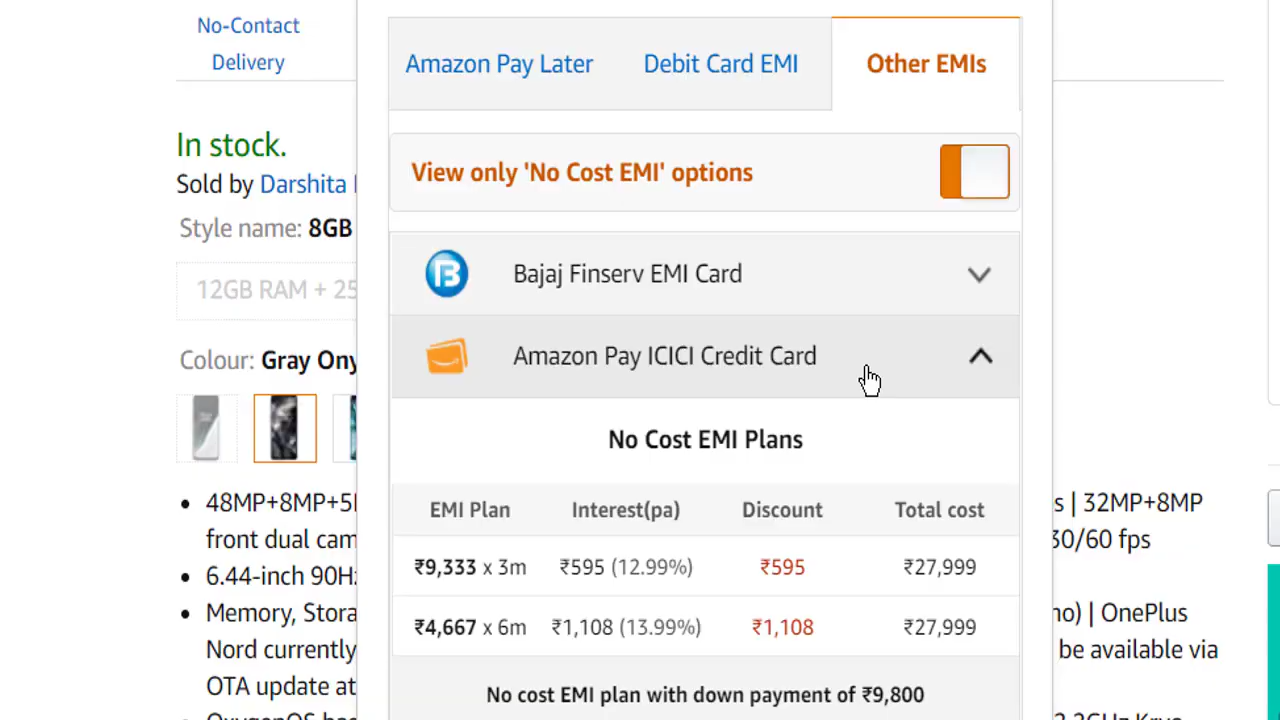 No-Contact
Delivery
Amazon Pay Later
Debit Card EMI
Other EMIs
View only 'No Cost EMI' options
In stock.
Sold by Darshita
Style name: 8GB
12GB RAM + 25
Colour: Gray Ony
Bajaj Finserv EMI Card
Amazon Pay ICICI Credit Card
No Cost EMI Plans
EMI Plan Interest(pa) Discount Total cost
₹9,333 x 3m ₹595 (12.99%) ₹595 ₹27,999
₹4,667 x 6m ₹1,108 (13.99%) ₹1,108 ₹27,999
No cost EMI plan with down payment of ₹9,800
48MP+8MP+5 s | 32MP+8MP
front dual cam 30/60 fps
6.44-inch 90Hz
Memory, Stora no) | OnePlus
Nord currently be available via
OTA update at